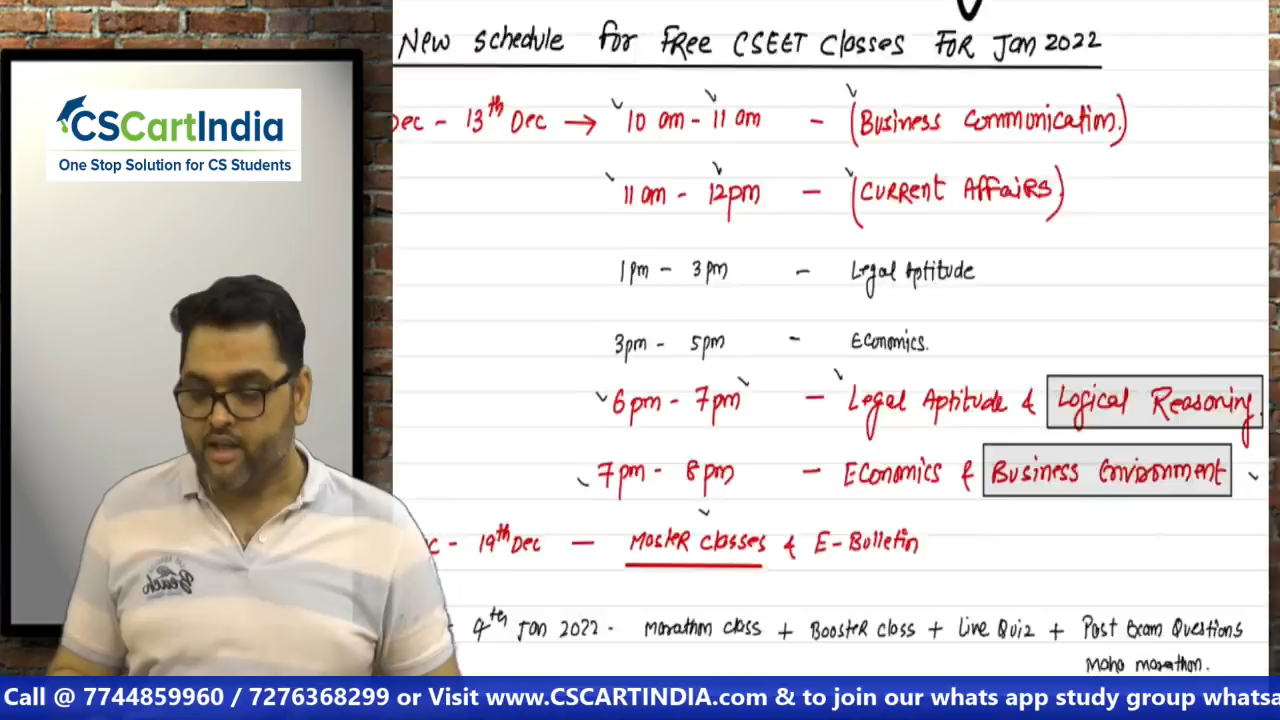 New Schedule for FREE CSEET Classes FOR Jan 2022
CSCartIndia
One Stop Solution for CS Students
Dec - 13th Dec → 10 am - 11 am - (Business Communication.)
11 am - 12pm - (CURRENT AffaiRs)
1pm - 3pm - Legal Aptitude
3pm - 5pm - Economics.
6pm - 7pm - Legal Aptitude & Logical Reasoning.
7pm - 8pm - Economics & Business Environment
c - 19th Dec - Master Classes & E-Bulletin
4th Jan 2022 - Marathon class + Booster class + Live Quiz + Post Exam Questions
Maha marathon.
Beach
Call @ 7744859960 / 7276368299 or Visit www.CSCARTINDIA.com & to join our whats app study group whatsa